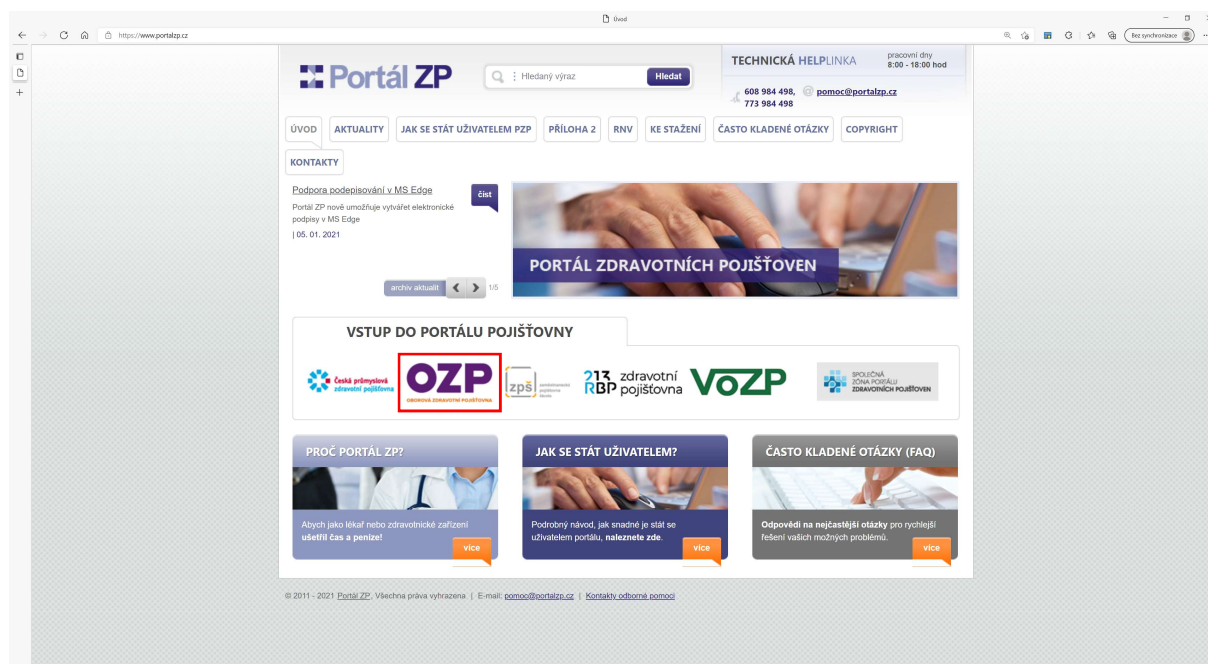 Úvod
https://www.portalzp.cz
Bez synchronizace
Portál ZP
Hledaný výraz
Hledat
TECHNICKÁ HELPLINKA
pracovní dny
8:00 - 18:00 hod
608 984 498,
773 984 498
pomoc@portalzp.cz
ÚVOD
AKTUALITY
JAK SE STÁT UŽIVATELEM PZP
PŘÍLOHA 2
RNV
KE STAŽENÍ
ČASTO KLADENÉ OTÁZKY
COPYRIGHT
KONTAKTY
Podpora podepisování v MS Edge
číst
Portál ZP nově umožňuje vytvářet elektronické
podpisy v MS Edge
| 05. 01. 2021
archiv aktualit
1/5
PORTÁL ZDRAVOTNÍCH POJIŠŤOVEN
VSTUP DO PORTÁLU POJIŠŤOVNY
Česká průmyslová
zdravotní pojišťovna
OZP
OBOROVÁ ZDRAVOTNÍ POJIŠŤOVNA
zpš
213 zdravotní
RBP pojišťovna
VoZP
SPOLEČNÁ
ZÓNA PORTÁLU
ZDRAVOTNÍCH POJIŠŤOVEN
PROČ PORTÁL ZP?
Abych jako lékař nebo zdravotnické zařízení
ušetřil čas a peníze!
více
JAK SE STÁT UŽIVATELEM?
Podrobný návod, jak snadné je stát se
uživatelem portálu, naleznete zde.
více
ČASTO KLADENÉ OTÁZKY (FAQ)
Odpovědi na nejčastější otázky pro rychlejší
řešení vašich možných problémů.
více
© 2011 - 2021 Portál ZP, Všechna práva vyhrazena | E-mail: pomoc@portalzp.cz | Kontakty odborné pomoci